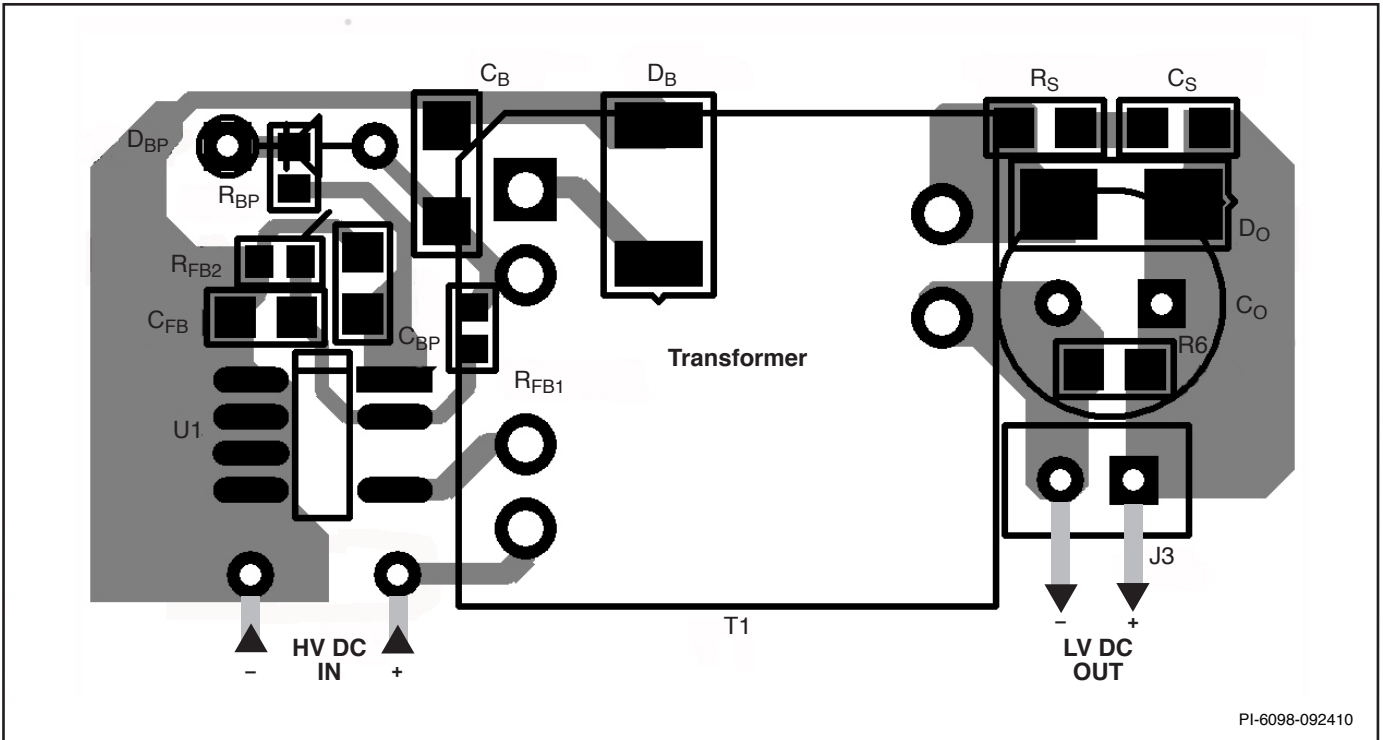 CB
DB
RS
CS
DBP
RBP
DO
RFB2
CO
CFB
CBP
R6
Transformer
RFB1
U1
J3
T1
HV DC
IN
–
+
–
+
LV DC
OUT
PI-6098-092410